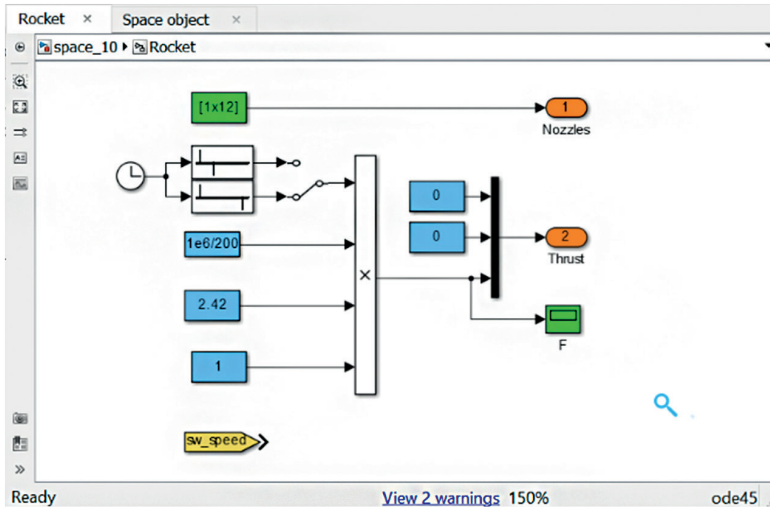 Rocket ×
Space object ×
space_10 ▶ Rocket
[1x12]
1
Nozzles
1e6/200
2.42
1
×
0
0
2
Thrust
F
sw_speed
Ready
View 2 warnings 150%
ode45